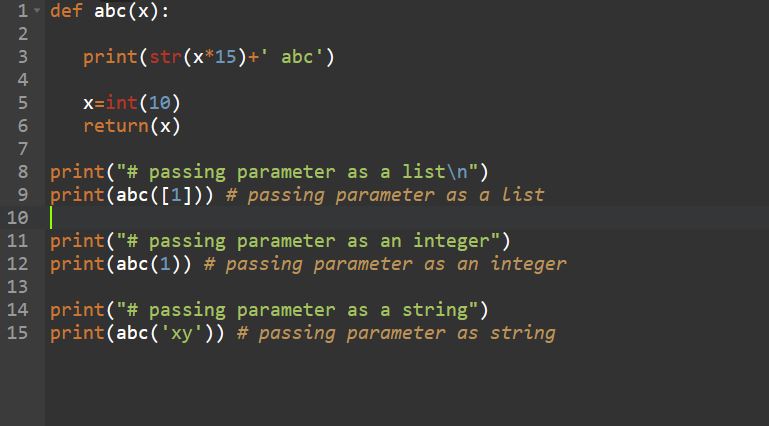 1 def abc(x):
2
3 print(str(x*15)+' abc')
4
5 x=int(10)
6 return(x)
7
8 print("# passing parameter as a list\n")
9 print(abc([1])) # passing parameter as a list
10
11 print("# passing parameter as an integer")
12 print(abc(1)) # passing parameter as an integer
13
14 print("# passing parameter as a string")
15 print(abc('xy')) # passing parameter as string